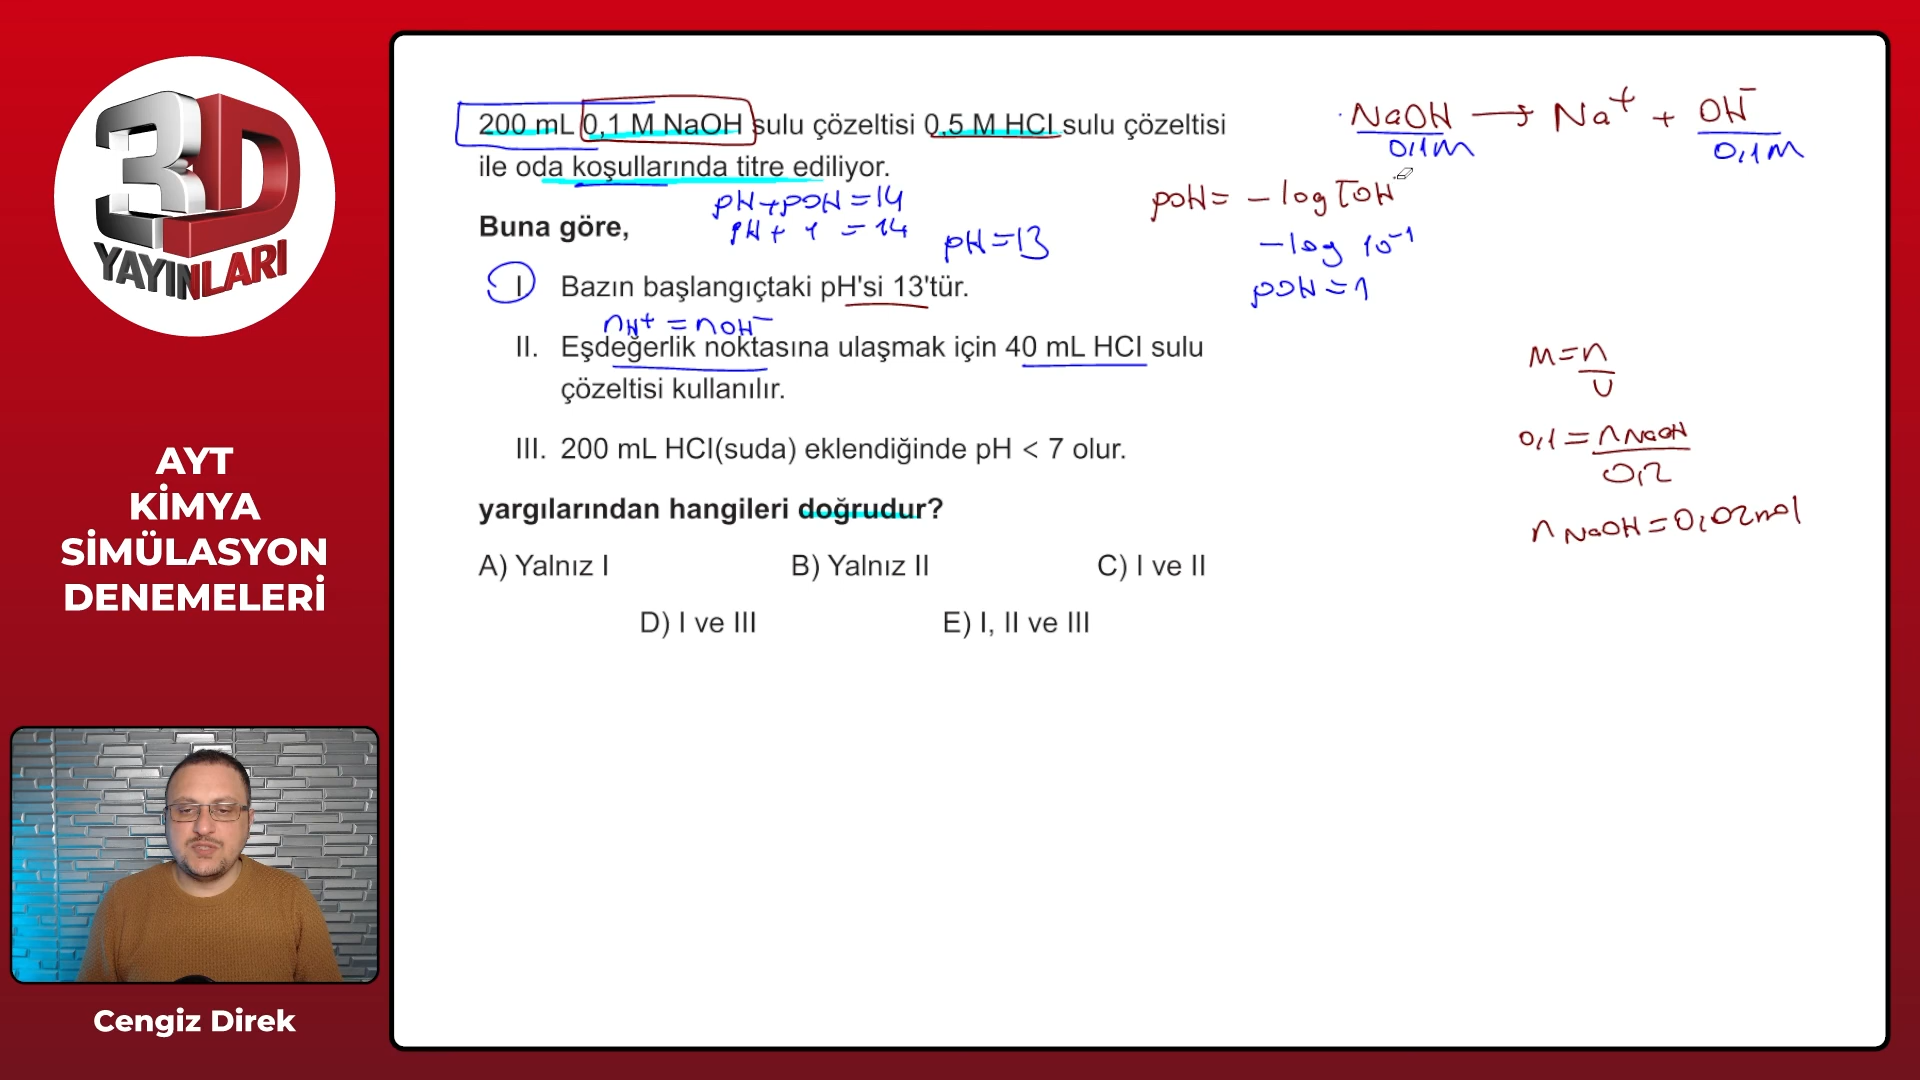 3D
YAYINLARI
AYT
KİMYA
SİMÜLASYON
DENEMELERİ
Cengiz Direk
200 mL 0,1 M NaOH sulu çözeltisi 0,5 M HCl sulu çözeltisi
ile oda koşullarında titre ediliyor.
pH+pOH=14
pH+1=14
pH=13
Buna göre,
I. Bazın başlangıçtaki pH'si 13'tür.
nH⁺ = nOH⁻
II. Eşdeğerlik noktasına ulaşmak için 40 mL HCl sulu
çözeltisi kullanılır.
III. 200 mL HCl(suda) eklendiğinde pH < 7 olur.
yargılarından hangileri doğrudur?
A) Yalnız I B) Yalnız II C) I ve II
D) I ve III E) I, II ve III
NaOH → Na⁺ + OH⁻
0,1M 0,1M
pOH = -log[OH
-log 10⁻¹
pOH=1
M=n/V
0,1=nNaOH/0,2
nNaOH=0,02mol